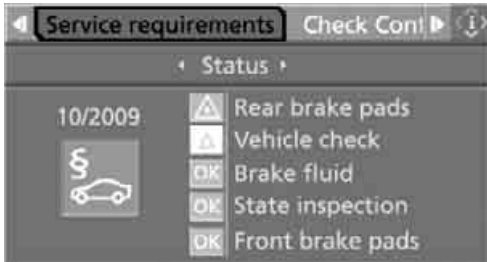 Service requirements Check Cont
Status
10/2009
Rear brake pads
Vehicle check
§
OK Brake fluid
OK State inspection
OK Front brake pads